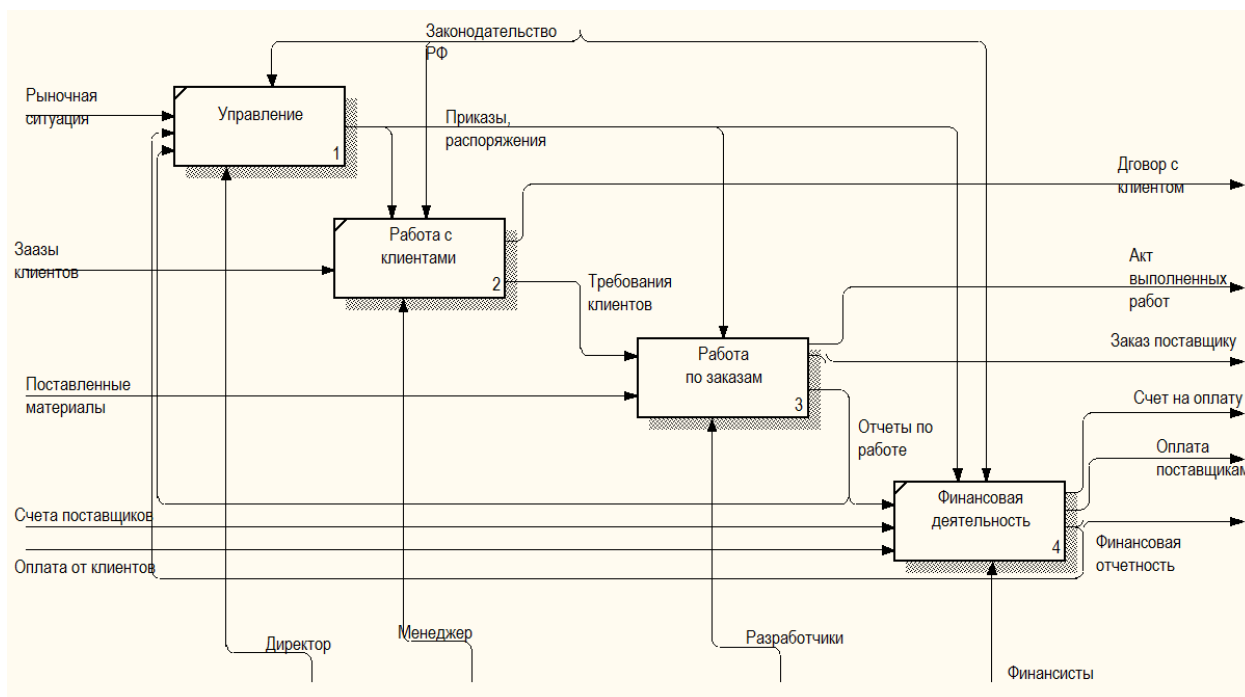 Законодательство
РФ
Рыночная
ситуация
Управление
1
Приказы,
распоряжения
Дговор с
клиентом
Работа с
клиентами
2
Заазы
клиентов
Требования
клиентов
Акт
выполненных
работ
Заказ поставщику
Работа
по заказам
3
Поставленные
материалы
Счет на оплату
Отчеты по
работе
Оплата
поставщикам
Финансовая
деятельность
4
Счета поставщиков
Финансовая
отчетность
Оплата от клиентов
Директор
Менеджер
Разработчики
Финансисты